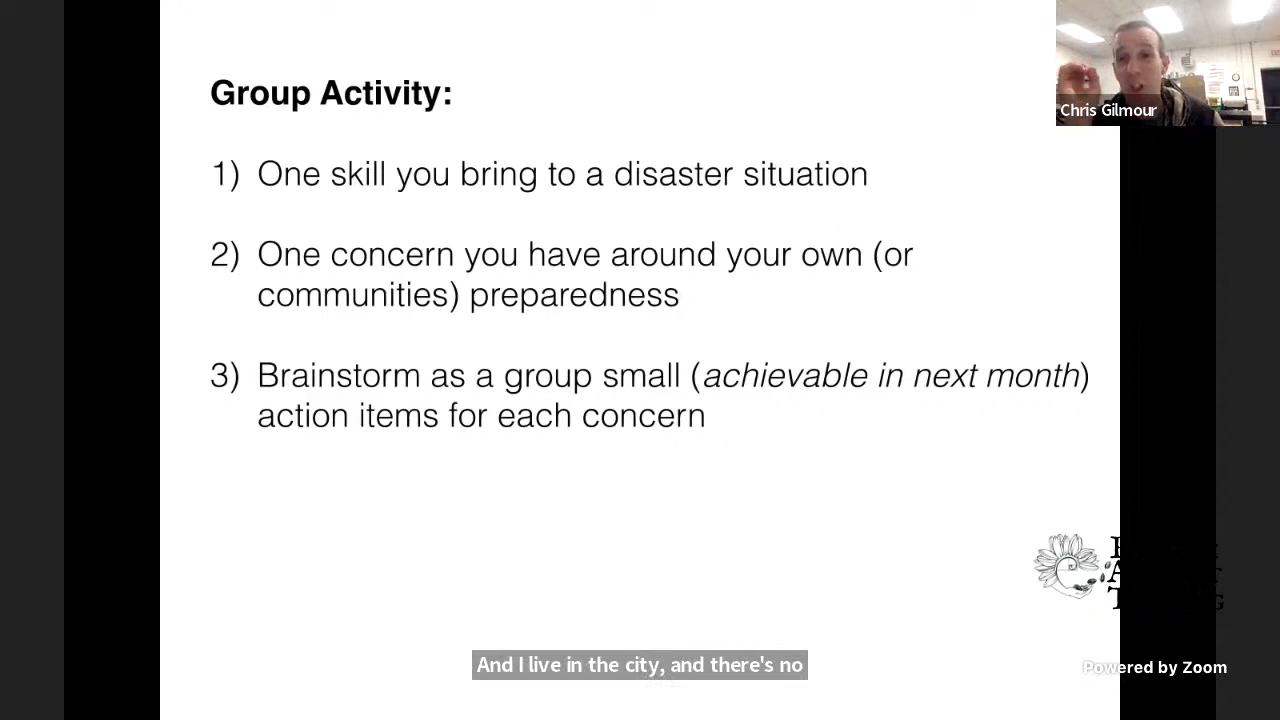 Group Activity:
1) One skill you bring to a disaster situation
2) One concern you have around your own (or
communities) preparedness
3) Brainstorm as a group small (achievable in next month)
action items for each concern
Chris Gilmour
And I live in the city, and there's no
Powered by Zoom